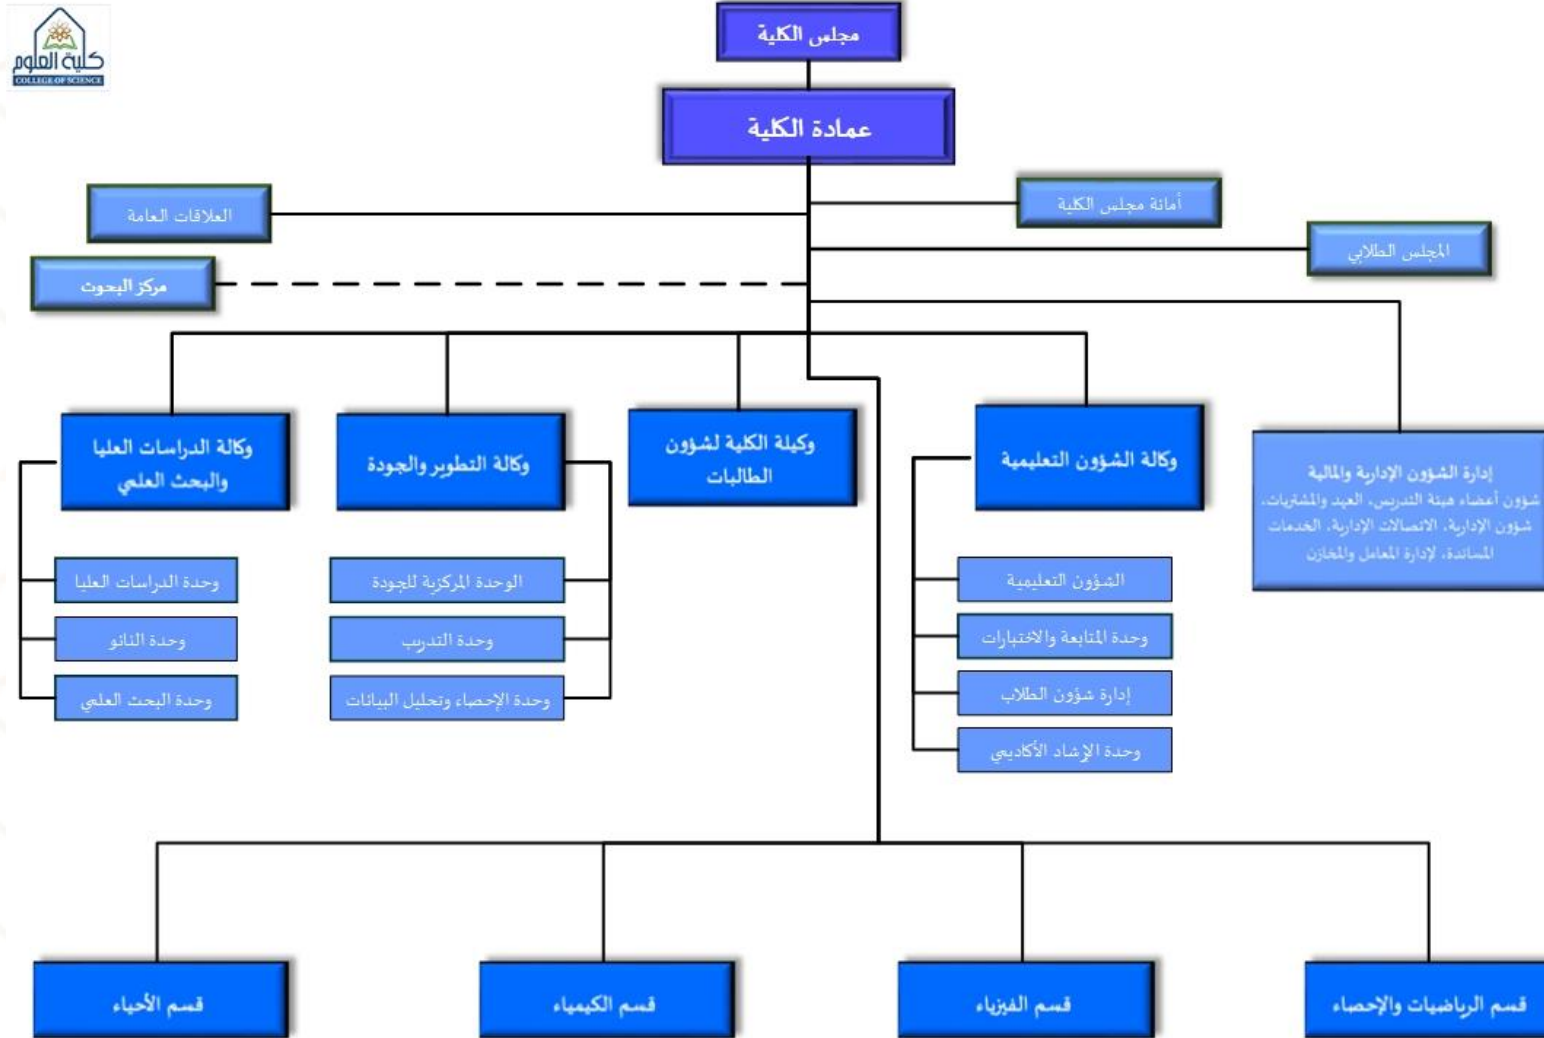 كلية العلوم
COLLEGE OF SCIENCE
مجلس الكلية
عمادة الكلية
أمانة مجلس الكلية
العلاقات العامة
المجلس الطلابي
مركز البحوث
إدارة الشؤون الإدارية والمالية
شؤون أعضاء هيئة التدريس، العهد والمشتريات،
شؤون الإدارية، الاتصالات الإدارية، الخدمات
المساندة، لإدارة المعامل والمخازن
وكالة الشؤون التعليمية
الشؤون التعليمية
وحدة المتابعة والاختبارات
إدارة شؤون الطلاب
وحدة الإرشاد الأكاديمي
وكيلة الكلية لشؤون
الطالبات
وكالة التطوير والجودة
الوحدة المركزية للجودة
وحدة التدريب
وحدة الإحصاء وتحليل البيانات
وكالة الدراسات العليا
والبحث العلمي
وحدة الدراسات العليا
وحدة النانو
وحدة البحث العلمي
قسم الرياضيات والإحصاء
قسم الفيزياء
قسم الكيمياء
قسم الأحياء